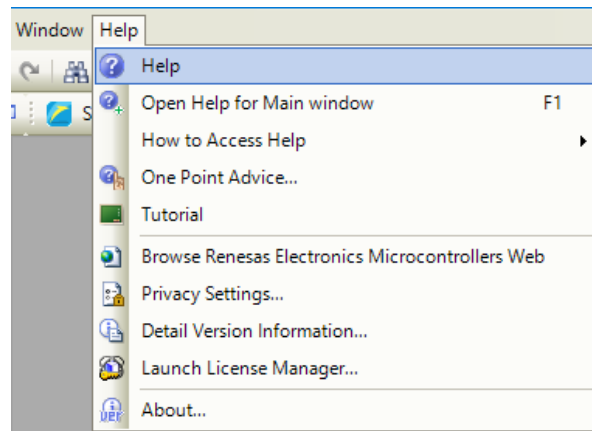 Window Help
Help
S
Open Help for Main window F1
How to Access Help
One Point Advice...
Tutorial
Browse Renesas Electronics Microcontrollers Web
Privacy Settings...
Detail Version Information...
Launch License Manager...
About...